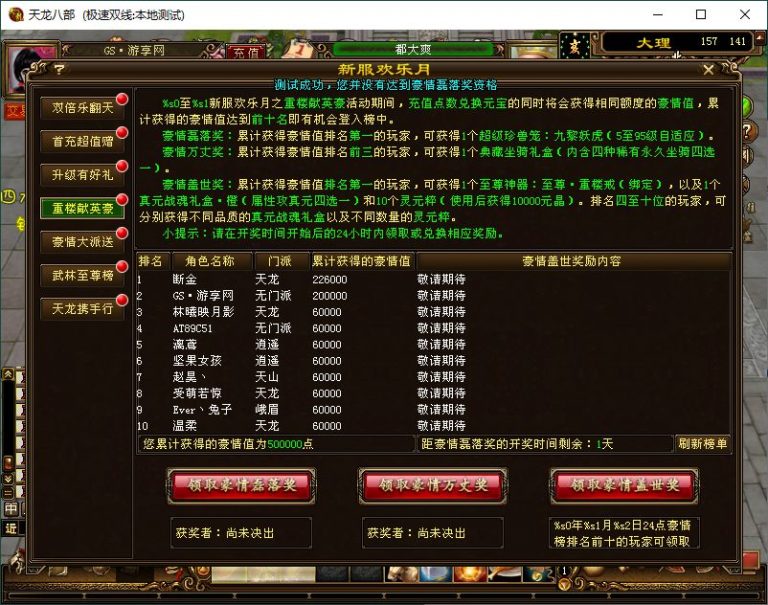 天龙八部 (极速双线:本地测试)
GS·游享网
充值
都大爽
玄
大理 157 141
?
新服欢乐月
测试成功，您并没有达到豪情磊落奖资格
双倍乐翻天
首充超值赠
升级有好礼
重楼献英豪
豪情大派送
武林至尊榜
天龙携手行
%s0至%s1新服欢乐月之重楼献英豪活动期间，充值点数兑换元宝的同时将会获得相同额度的豪情值，累
计获得的豪情值达到前十名即有机会登入榜中。
豪情磊落奖：累计获得豪情值排名第一的玩家，可获得1个超级珍兽笼：九黎妖虎（5至95级自适应）。
豪情万丈奖：累计获得豪情值排名前三的玩家，可获得1个典藏坐骑礼盒（内含四种稀有永久坐骑四选
一）。
豪情盖世奖：累计获得豪情值排名第一的玩家，可获得1个至尊神器：至尊·重楼戒（绑定），以及1个
真元战魂礼盒·橙（属性攻真元四选一）和10个灵元粹（使用后获得10000元晶）。排名四至十位的玩家，可
分别获得不同品质的真元战魂礼盒以及不同数量的灵元粹。
小提示：请在开奖时间开始后的24小时内领取或兑换相应奖励。
排名 角色名称 门派 累计获得的豪情值 豪情盖世奖励内容
1 断金 天龙 226000 敬请期待
2 GS·游享网 无门派 200000 敬请期待
3 林曦映月影 天龙 60000 敬请期待
4 AT89C51 无门派 60000 敬请期待
5 漓鸢 逍遥 60000 敬请期待
6 坚果女孩 逍遥 60000 敬请期待
7 赵昊丶 天山 60000 敬请期待
8 受萌若惊 天龙 60000 敬请期待
9 Ever丶兔子 峨眉 60000 敬请期待
10 温柔 天龙 60000 敬请期待
您累计获得的豪情值为500000点 距豪情磊落奖的开奖时间剩余：1天 刷新榜单
领取豪情磊落奖 领取豪情万丈奖 领取豪情盖世奖
获奖者：尚未决出 获奖者：尚未决出
%s0年%s1月%s2日24点豪情
榜排名前十的玩家可领取
近
1